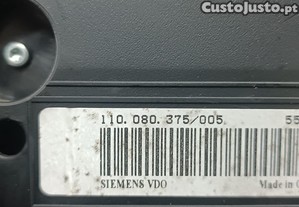 CustoJusto.pt
110.080.375/005 55
SIEMENS VDO Made in